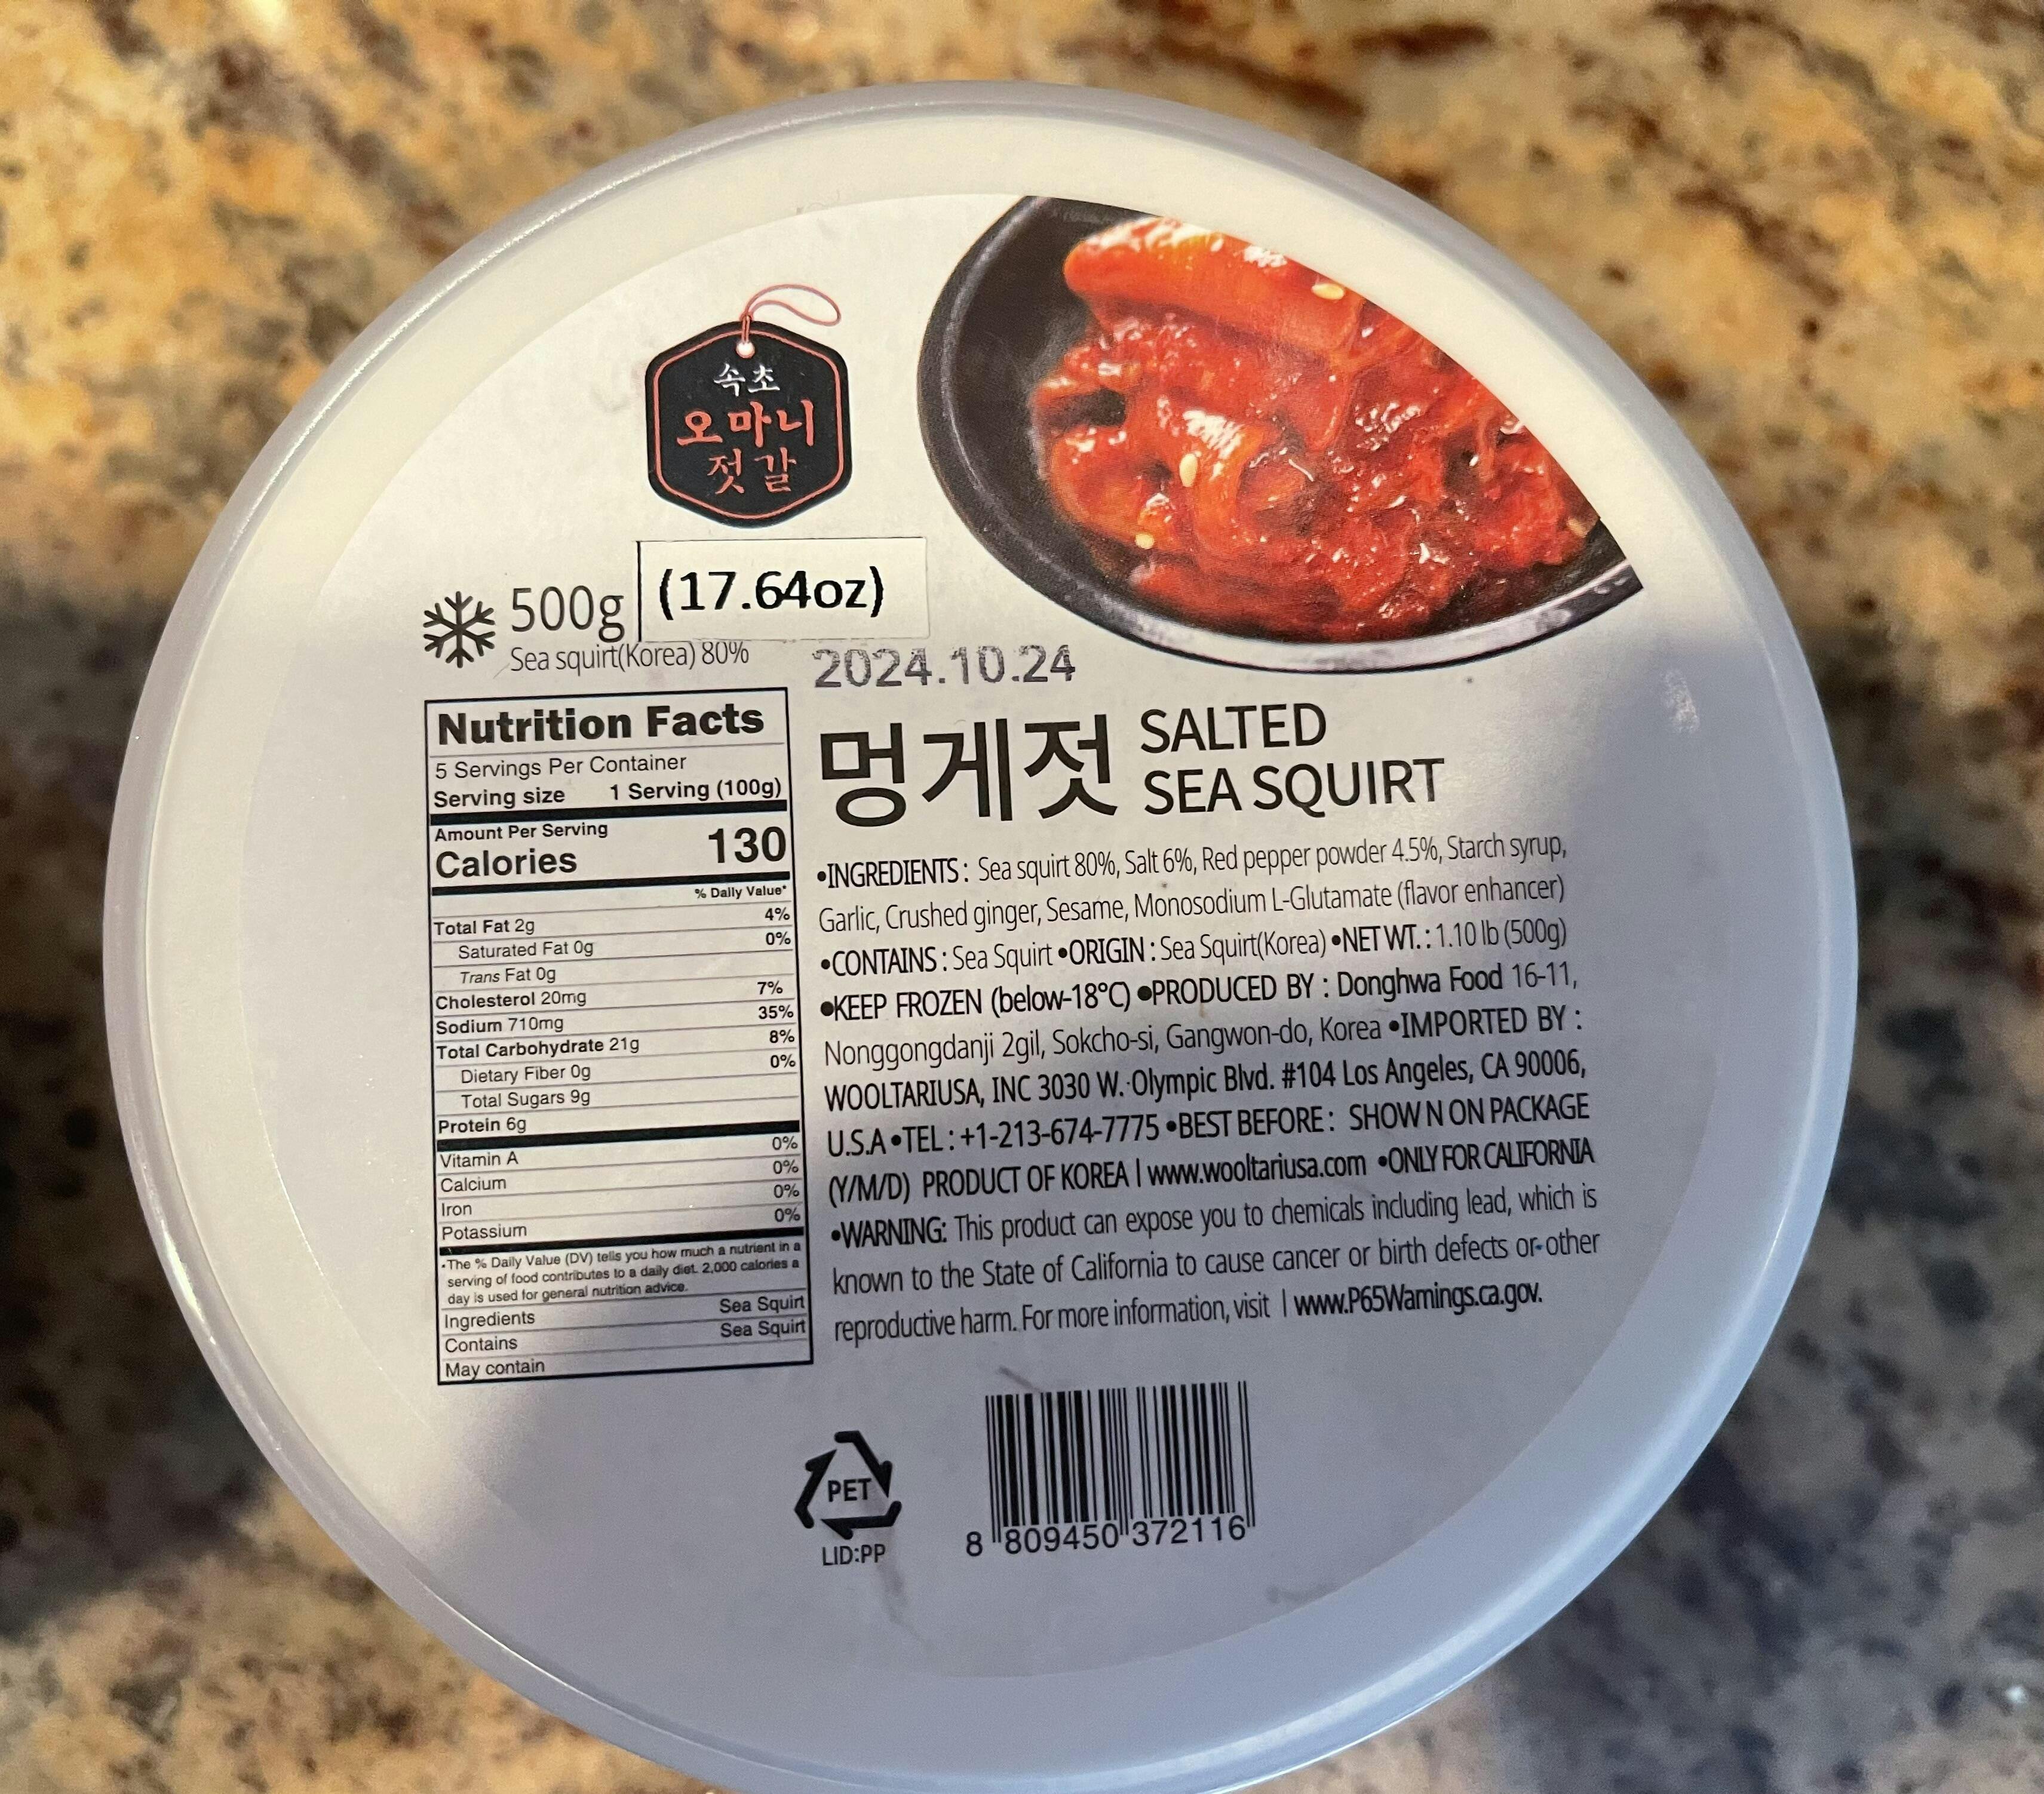 속초
오마니
젓갈
500g
(17.64oz)
Sea squirt(Korea) 80%
2024.10.24
멍게젓
SALTED
SEA SQUIRT
Nutrition Facts
5 Servings Per Container
Serving size 1 Serving (100g)
Amount Per Serving
Calories 130
% Daily Value*
Total Fat 2g 4%
Saturated Fat 0g 0%
Trans Fat 0g
Cholesterol 20mg 7%
Sodium 710mg 35%
Total Carbohydrate 21g 8%
Dietary Fiber 0g 0%
Total Sugars 9g
Protein 6g
Vitamin A 0%
Calcium 0%
Iron 0%
Potassium 0%
•The % Daily Value (DV) tells you how much a nutrient in a
serving of food contributes to a daily diet. 2,000 calories a
day is used for general nutrition advice.
Ingredients Sea Squirt
Contains Sea Squirt
May contain
•INGREDIENTS : Sea squirt 80%, Salt 6%, Red pepper powder 4.5%, Starch syrup,
Garlic, Crushed ginger, Sesame, Monosodium L-Glutamate (flavor enhancer)
•CONTAINS : Sea Squirt •ORIGIN : Sea Squirt(Korea) •NET WT. : 1.10 lb (500g)
•KEEP FROZEN (below-18°C) •PRODUCED BY : Donghwa Food 16-11,
Nonggongdanji 2gil, Sokcho-si, Gangwon-do, Korea •IMPORTED BY :
WOOLTARIUSA, INC 3030 W. Olympic Blvd. #104 Los Angeles, CA 90006,
U.S.A •TEL : +1-213-674-7775 •BEST BEFORE : SHOW N ON PACKAGE
(Y/M/D) PRODUCT OF KOREA | www.wooltariusa.com •ONLY FOR CALIFORNIA
•WARNING: This product can expose you to chemicals including lead, which is
known to the State of California to cause cancer or birth defects or other
reproductive harm. For more information, visit | www.P65Warnings.ca.gov.
PET
LID:PP
8 809450 372116